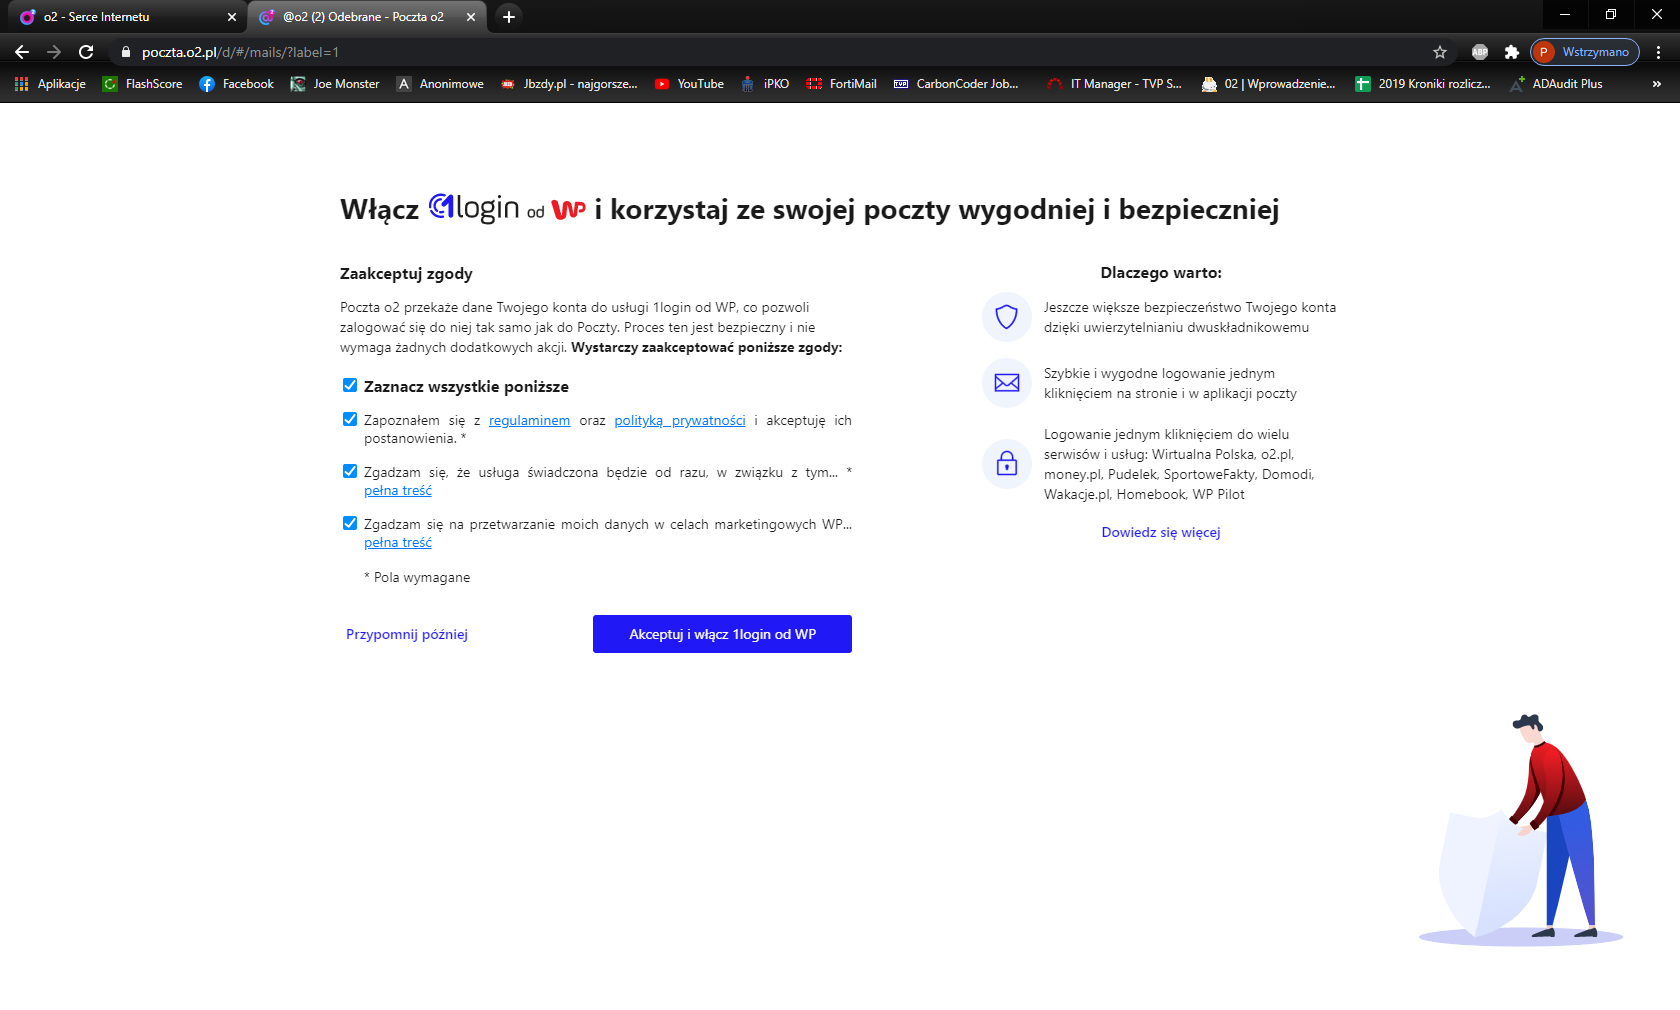 o2 - Serce Internetu
@o2 (2) Odebrane - Poczta o2
poczta.o2.pl/d/#/mails/?label=1
ABP
P Wstrzymano
Aplikacje FlashScore Facebook Joe Monster A Anonimowe Jbzdy.pl - najgorsze... YouTube iPKO FortiMail CarbonCoder Job... IT Manager - TVP S... 02 | Wprowadzenie... 2019 Kroniki rozlicz... ADAudit Plus »
Włącz 1login od WP i korzystaj ze swojej poczty wygodniej i bezpieczniej
Zaakceptuj zgody
Poczta o2 przekaże dane Twojego konta do usługi 1login od WP, co pozwoli
zalogować się do niej tak samo jak do Poczty. Proces ten jest bezpieczny i nie
wymaga żadnych dodatkowych akcji. Wystarczy zaakceptować poniższe zgody:
Zaznacz wszystkie poniższe
Zapoznałem się z regulaminem oraz polityką prywatności i akceptuję ich
postanowienia. *
Zgadzam się, że usługa świadczona będzie od razu, w związku z tym... *
pełna treść
Zgadzam się na przetwarzanie moich danych w celach marketingowych WP...
pełna treść
* Pola wymagane
Przypomnij później
Akceptuj i włącz 1login od WP
Dlaczego warto:
Jeszcze większe bezpieczeństwo Twojego konta
dzięki uwierzytelnianiu dwuskładnikowemu
Szybkie i wygodne logowanie jednym
kliknięciem na stronie i w aplikacji poczty
Logowanie jednym kliknięciem do wielu
serwisów i usług: Wirtualna Polska, o2.pl,
money.pl, Pudelek, SportoweFakty, Domodi,
Wakacje.pl, Homebook, WP Pilot
Dowiedz się więcej